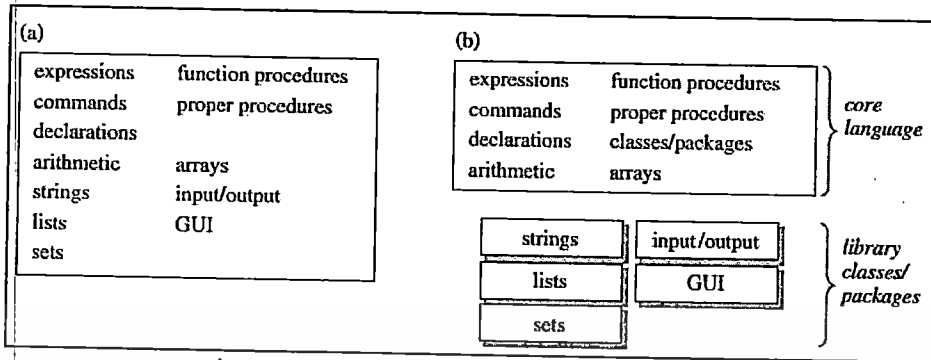 (a)
expressions function procedures
commands proper procedures
declarations
arithmetic arrays
strings input/output
lists GUI
sets
(b)
expressions function procedures
commands proper procedures
declarations classes/packages
arithmetic arrays
core
language
strings input/output
lists GUI
sets
library
classes/
packages